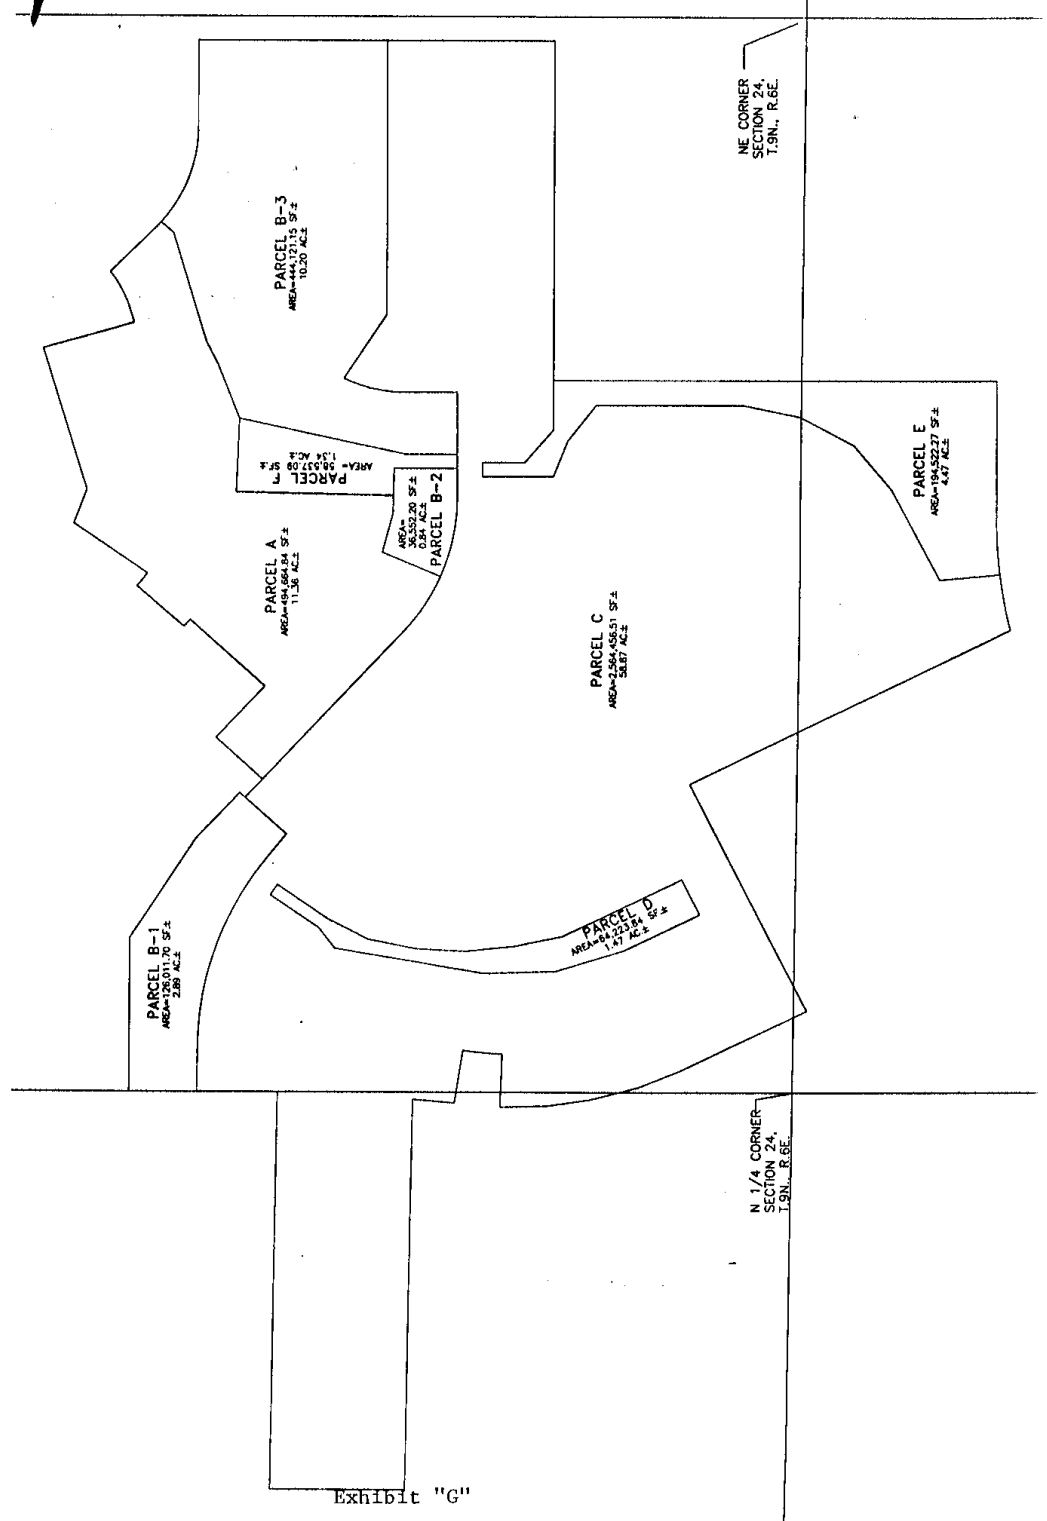 NE CORNER
SECTION 24,
T.9N., R.6E.
PARCEL B-3
AREA=444,121.15 SF.±
10.20 AC.±
PARCEL F
AREA= 58,537.09 SF.±
1.34 AC.±
AREA=
36,552.20 SF.±
0.84 AC.±
PARCEL B-2
PARCEL E
AREA=194,522.27 SF.±
4.47 AC.±
PARCEL A
AREA=494,664.84 SF.±
11.36 AC.±
PARCEL C
AREA=2,564,456.51 SF.±
58.87 AC.±
PARCEL B-1
AREA=126,011.70 SF.±
2.89 AC.±
PARCEL D
AREA=64,223.64 SF.±
1.47 AC.±
N 1/4 CORNER
SECTION 24,
T.9N., R.6E.
Exhibit "G"